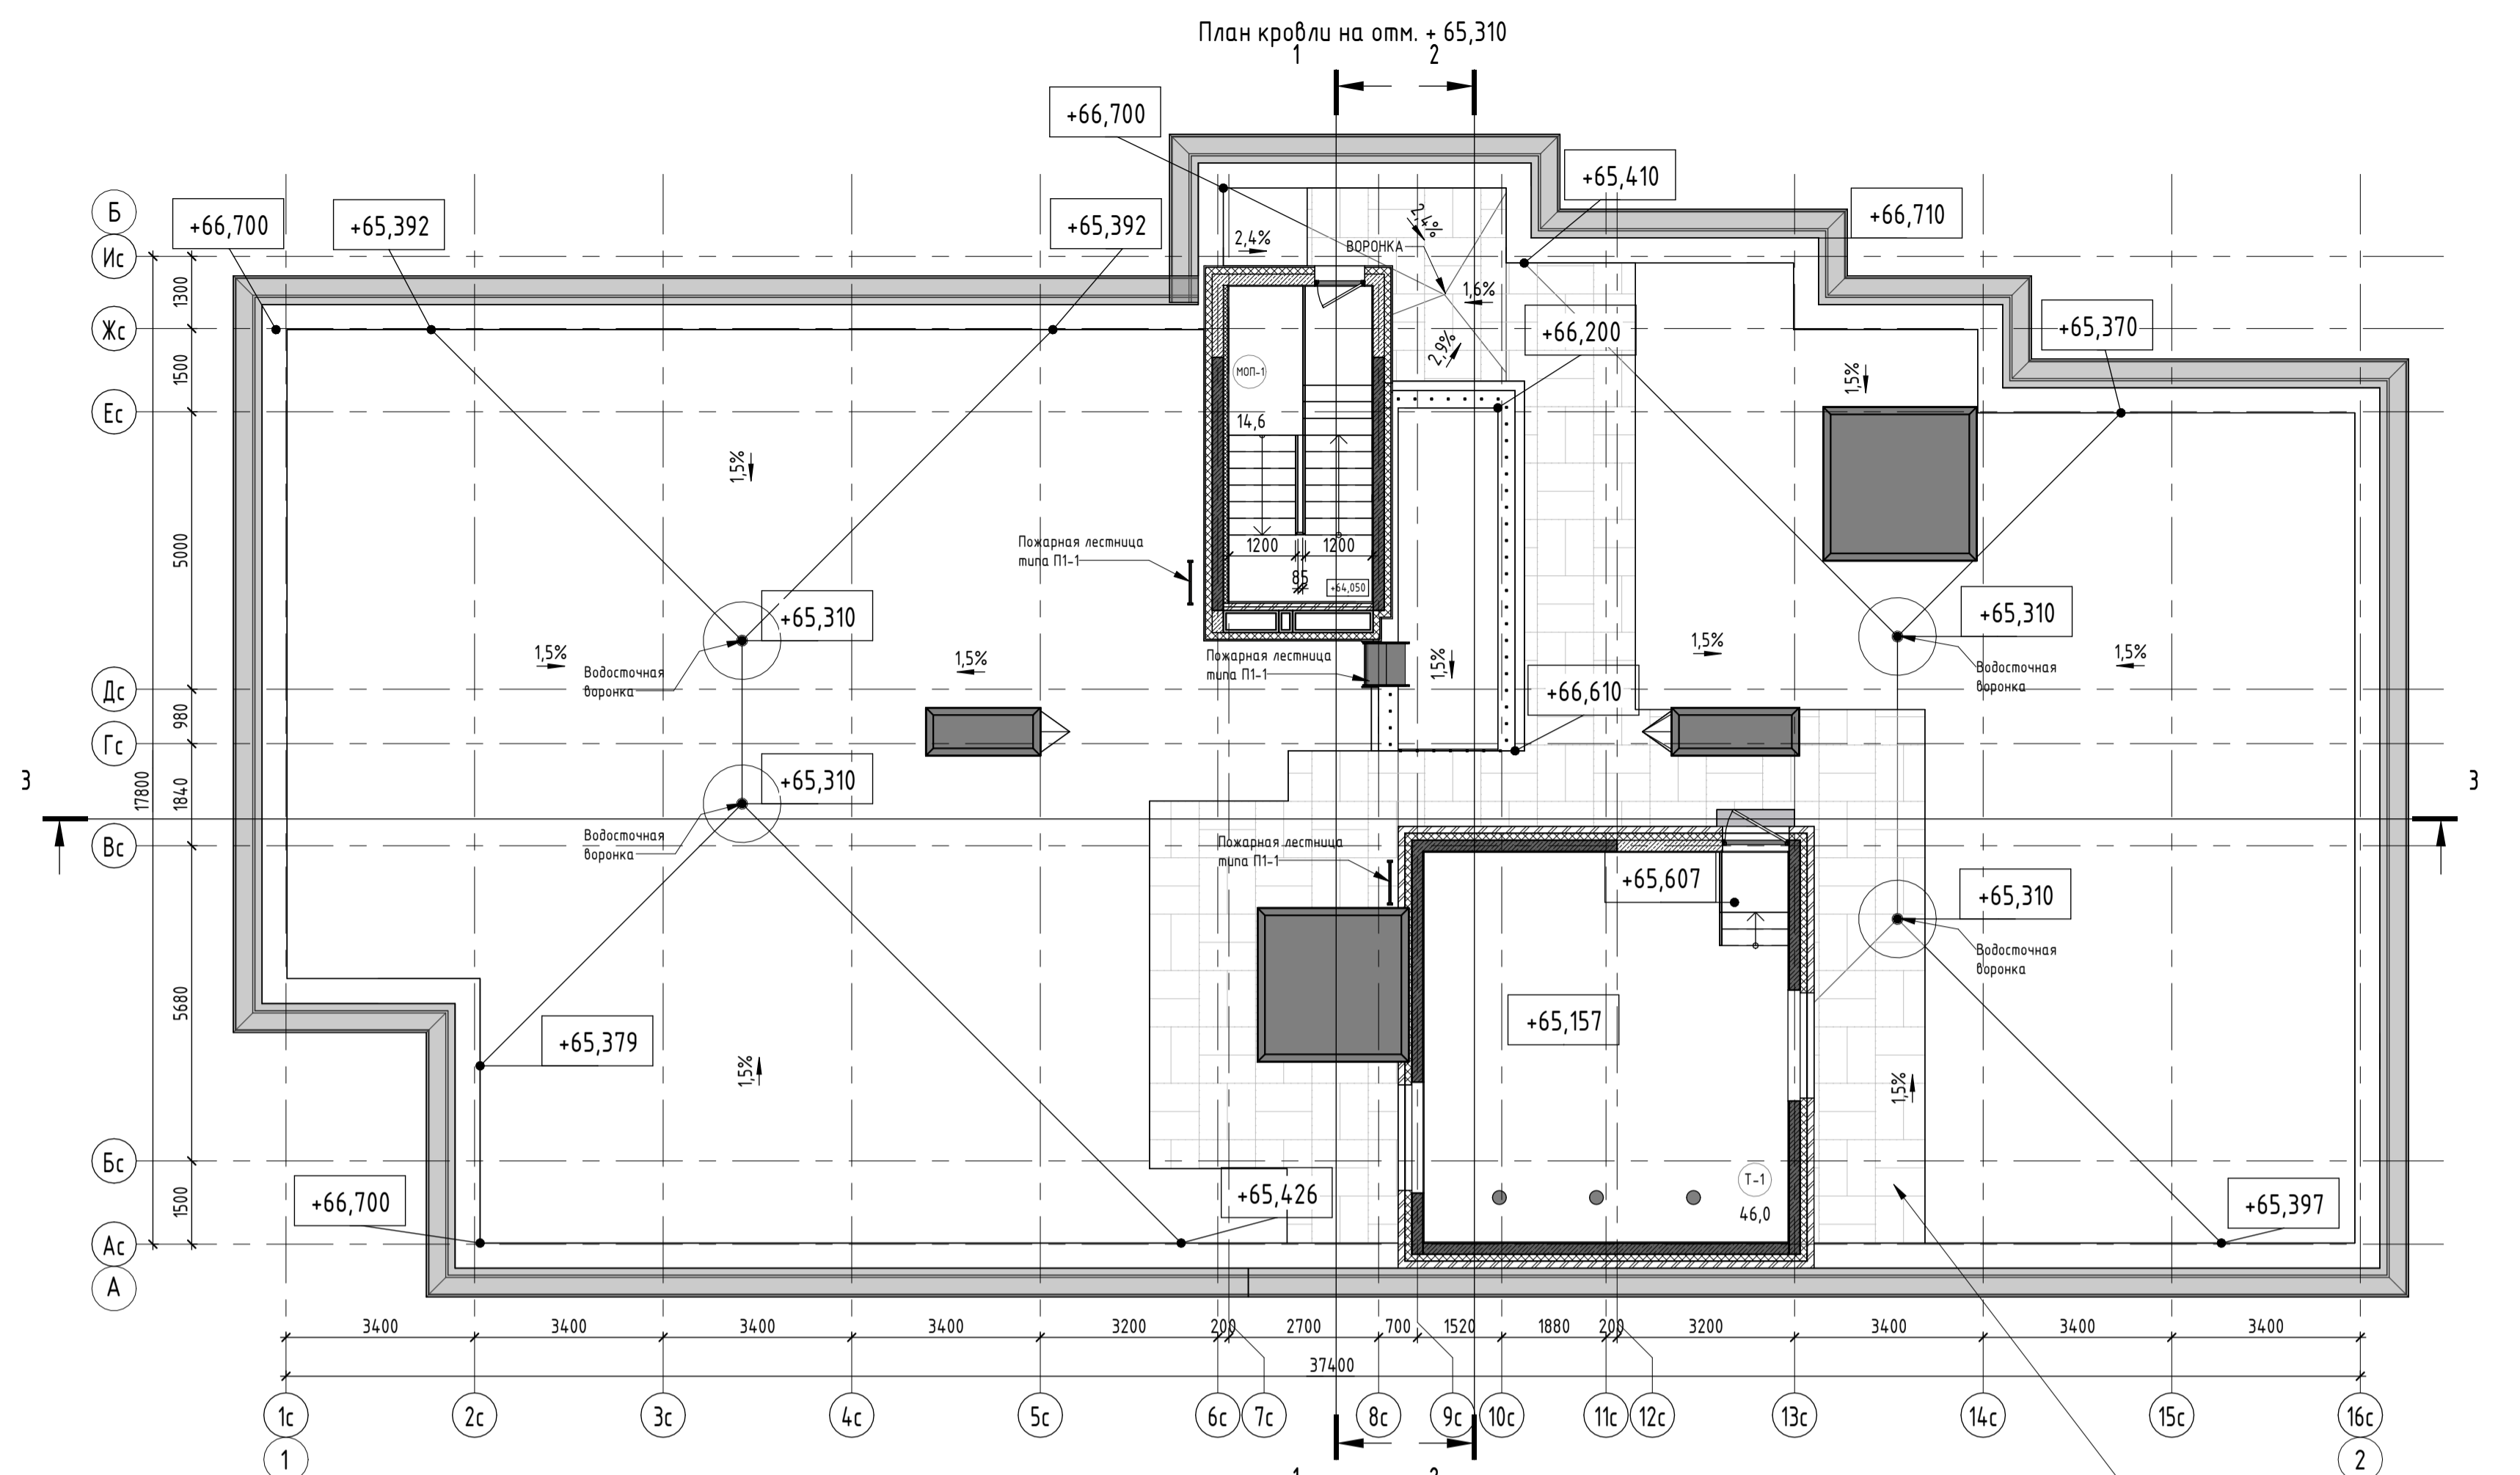 План кровли на отм. + 65,310
1 2
+66,700
+65,410
+66,700
+65,392
+65,392
+66,710
Б
Ис
2,4%
2,4%
ВОРОНКА
1300
1,6%
Жс
+66,200
+65,370
2,9%
1500
МОП-1
1,5%
Ес
14,6
1,5%
5000
Пожарная лестница
типа П1-1
1200 1200
85
+64,050
+65,310
+65,310
1,5%
1,5%
Пожарная лестница
типа П1-1
1,5%
1,5%
1,5%
Водосточная
воронка
Водосточная
воронка
Дс
+66,610
980
Гс
3
3
17800
1840
+65,310
Водосточная
воронка
Вс
Пожарная лестница
типа П1-1
+65,607
+65,310
Водосточная
воронка
5680
+65,157
+65,379
1,5%
1,5%
Бс
1500
+66,700
+65,426
Т-1
46,0
+65,397
Ас
А
3400 3400 3400 3400 3200 200 2700 700 1520 1880 200 3200 3400 3400 3400
37400
1с 2с 3с 4с 5с 6с 7с 8с 9с 10с 11с 12с 13с 14с 15с 16с
1 2